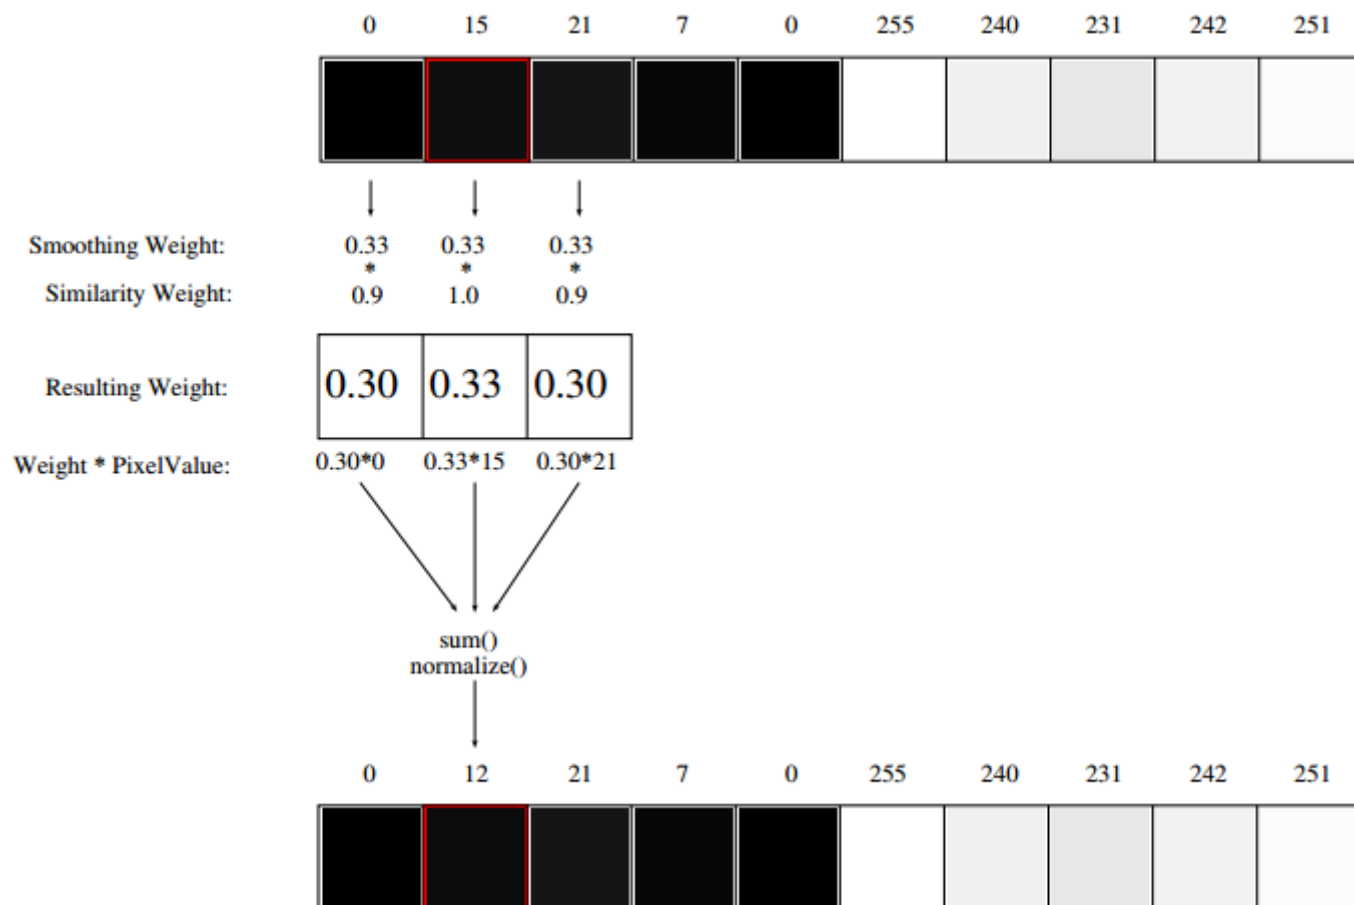 0 15 21 7 0 255 240 231 242 251
Smoothing Weight: 0.33 0.33 0.33
* * *
Similarity Weight: 0.9 1.0 0.9
Resulting Weight: 0.30 0.33 0.30
Weight * PixelValue: 0.30*0 0.33*15 0.30*21
sum()
normalize()
0 12 21 7 0 255 240 231 242 251